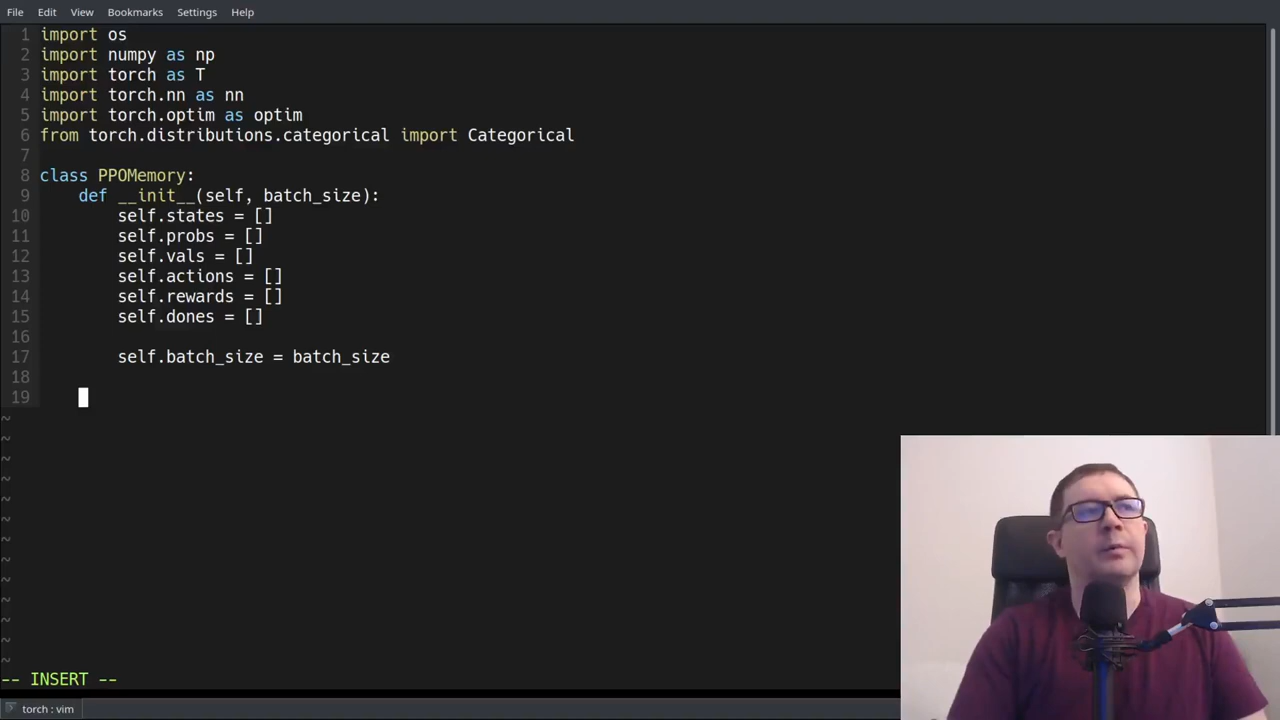 File Edit View Bookmarks Settings Help
1 import os
2 import numpy as np
3 import torch as T
4 import torch.nn as nn
5 import torch.optim as optim
6 from torch.distributions.categorical import Categorical
7
8 class PPOMemory:
9     def __init__(self, batch_size):
10         self.states = []
11         self.probs = []
12         self.vals = []
13         self.actions = []
14         self.rewards = []
15         self.dones = []
16
17         self.batch_size = batch_size
18
19
~
~
~
~
~
~
~
~
~
~
~
~
~
-- INSERT --
torch : vim